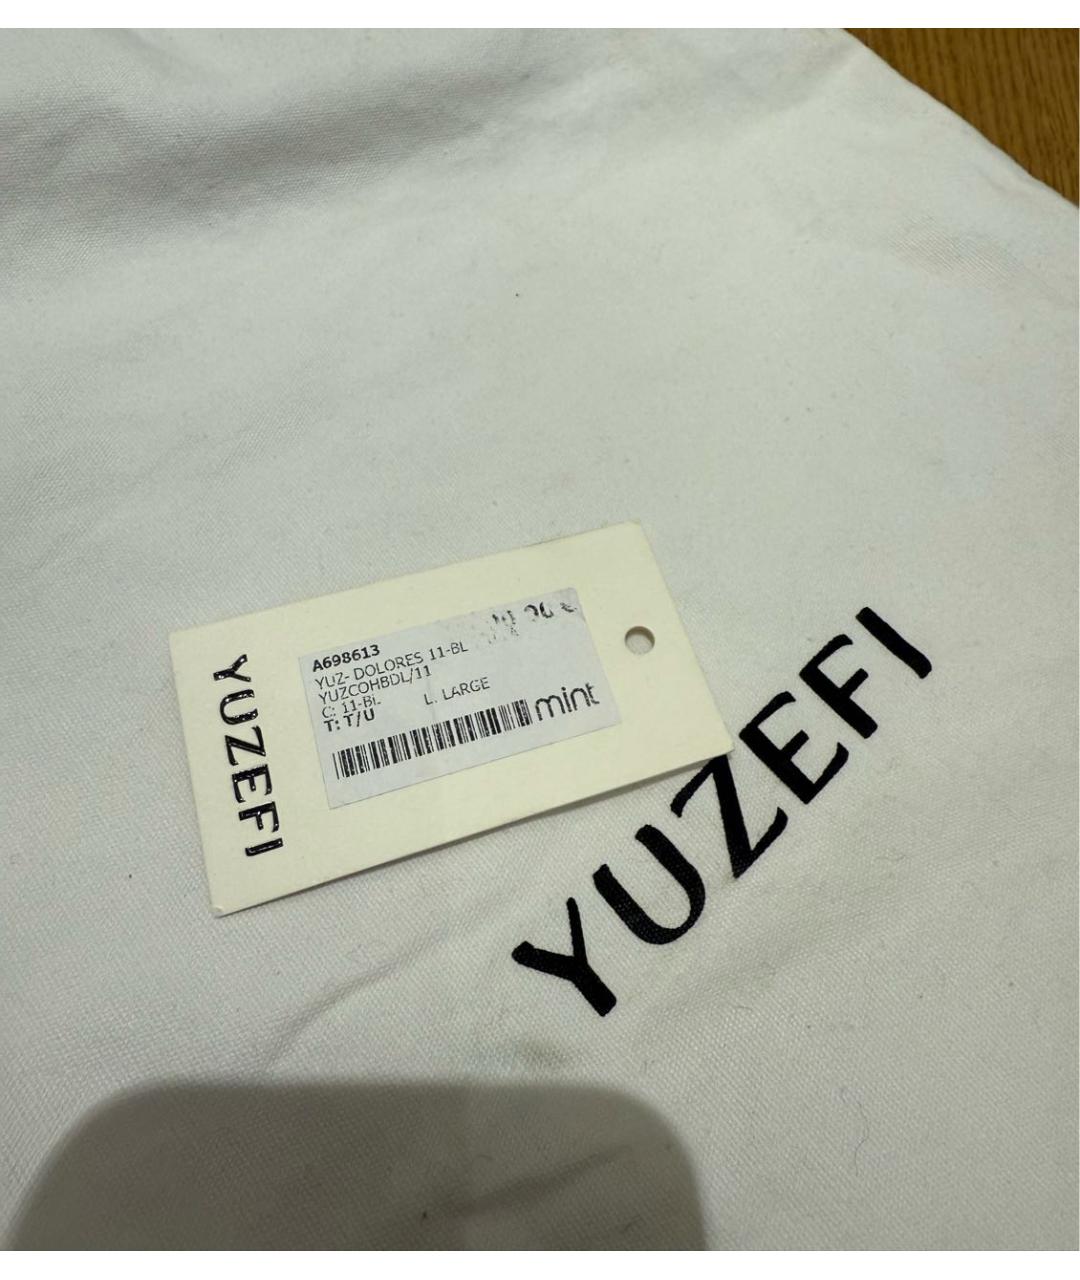 YUZEFI
A698613
YUZ- DOLORES 11-BL
YUZCOHBDL/11
C: 11-BL L. LARGE
T: T/U
mint
YUZEFI